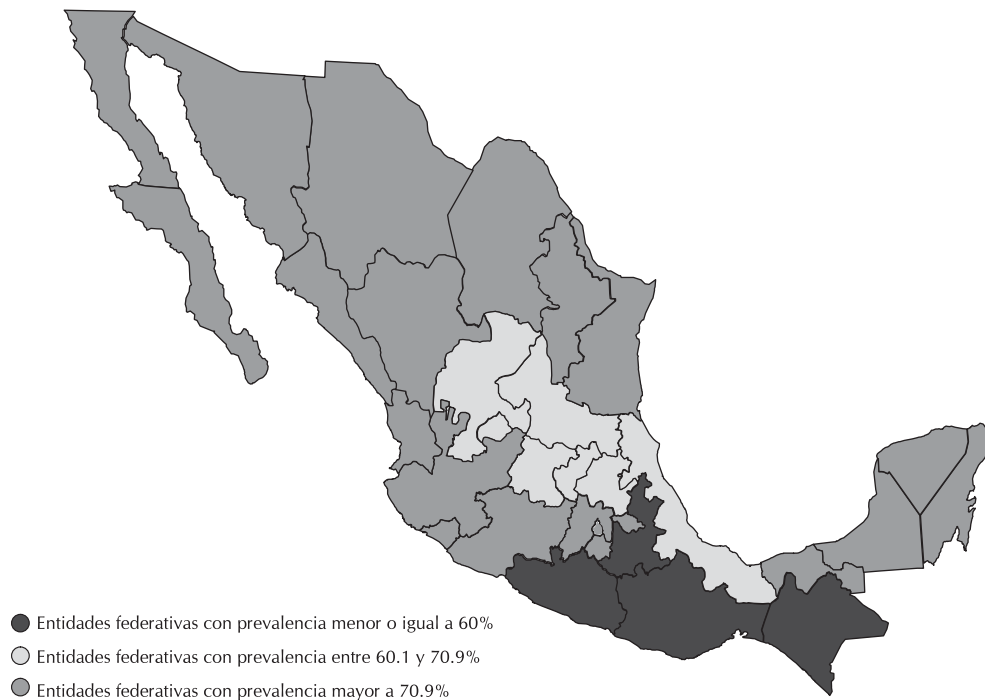 Entidades federativas con prevalencia menor o igual a 60%
Entidades federativas con prevalencia entre 60.1 y 70.9%
Entidades federativas con prevalencia mayor a 70.9%